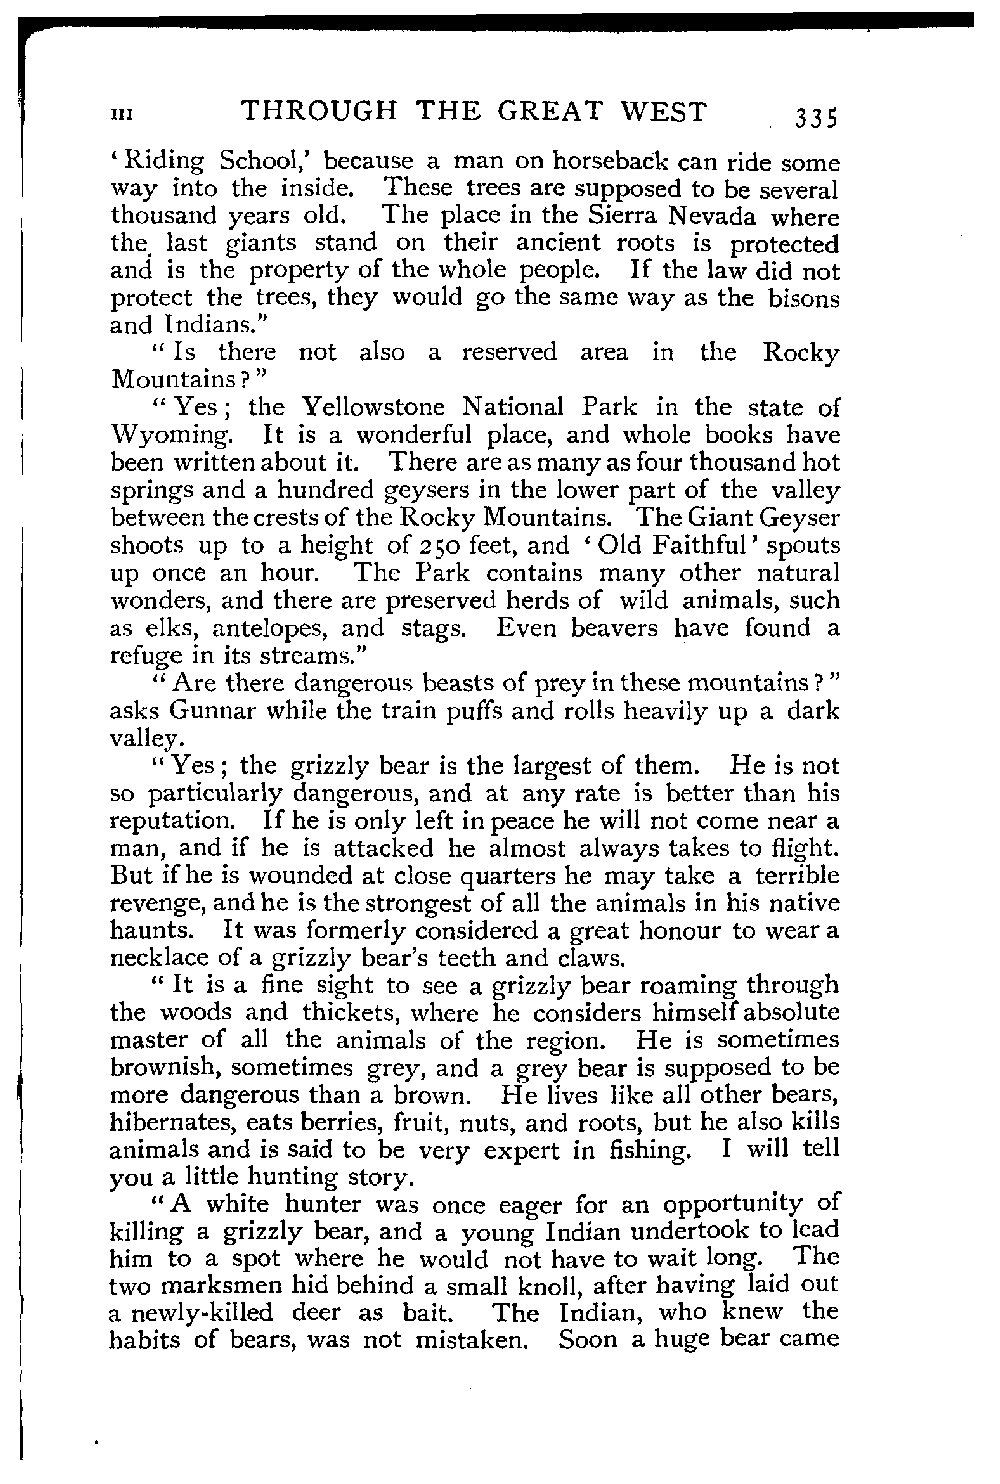 III THROUGH THE GREAT WEST 335
‘Riding School,’ because a man on horseback can ride some
way into the inside. These trees are supposed to be several
thousand years old. The place in the Sierra Nevada where
the last giants stand on their ancient roots is protected
and is the property of the whole people. If the law did not
protect the trees, they would go the same way as the bisons
and Indians.”
“Is there not also a reserved area in the Rocky
Mountains?”
“Yes; the Yellowstone National Park in the state of
Wyoming. It is a wonderful place, and whole books have
been written about it. There are as many as four thousand hot
springs and a hundred geysers in the lower part of the valley
between the crests of the Rocky Mountains. The Giant Geyser
shoots up to a height of 250 feet, and ‘Old Faithful’ spouts
up once an hour. The Park contains many other natural
wonders, and there are preserved herds of wild animals, such
as elks, antelopes, and stags. Even beavers have found a
refuge in its streams.”
“Are there dangerous beasts of prey in these mountains?”
asks Gunnar while the train puffs and rolls heavily up a dark
valley.
“Yes; the grizzly bear is the largest of them. He is not
so particularly dangerous, and at any rate is better than his
reputation. If he is only left in peace he will not come near a
man, and if he is attacked he almost always takes to flight.
But if he is wounded at close quarters he may take a terrible
revenge, and he is the strongest of all the animals in his native
haunts. It was formerly considered a great honour to wear a
necklace of a grizzly bear’s teeth and claws.
“It is a fine sight to see a grizzly bear roaming through
the woods and thickets, where he considers himself absolute
master of all the animals of the region. He is sometimes
brownish, sometimes grey, and a grey bear is supposed to be
more dangerous than a brown. He lives like all other bears,
hibernates, eats berries, fruit, nuts, and roots, but he also kills
animals and is said to be very expert in fishing. I will tell
you a little hunting story.
“A white hunter was once eager for an opportunity of
killing a grizzly bear, and a young Indian undertook to lead
him to a spot where he would not have to wait long. The
two marksmen hid behind a small knoll, after having laid out
a newly-killed deer as bait. The Indian, who knew the
habits of bears, was not mistaken. Soon a huge bear came